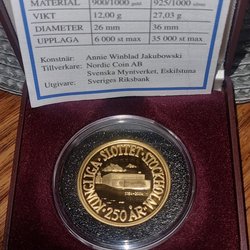 MATERIAL 900/1000 guld 925/1000 silver
VIKT 12,00 g 27,03 g
DIAMETER 26 mm 36 mm
UPPLAGA 6 000 st max 35 000 st max
Konstnär: Annie Winblad Jakubowski
Tillverkare: Nordic Coin AB
Svenska Myntverket, Eskilstuna
Utgivare: Sveriges Riksbank
KUNGLIGA · SLOTTET · STOCKHOLM
· 250 ÅR ·